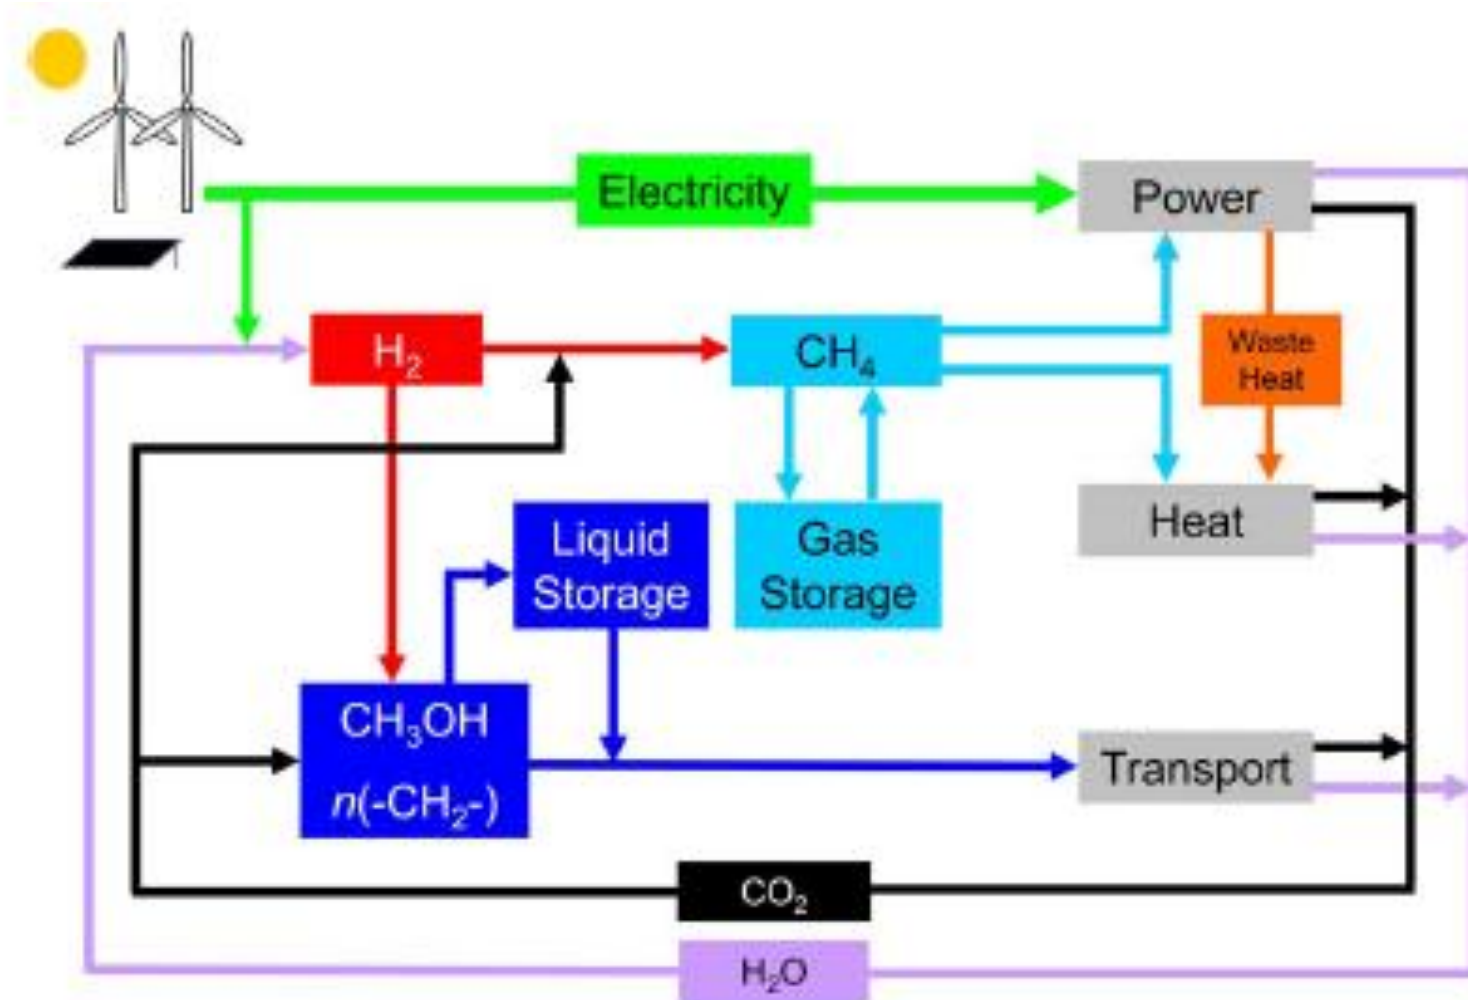 Electricity
Power
H₂
CH₄
Waste
Heat
Liquid
Storage
Gas
Storage
Heat
CH₃OH
n(-CH₂-)
Transport
CO₂
H₂O